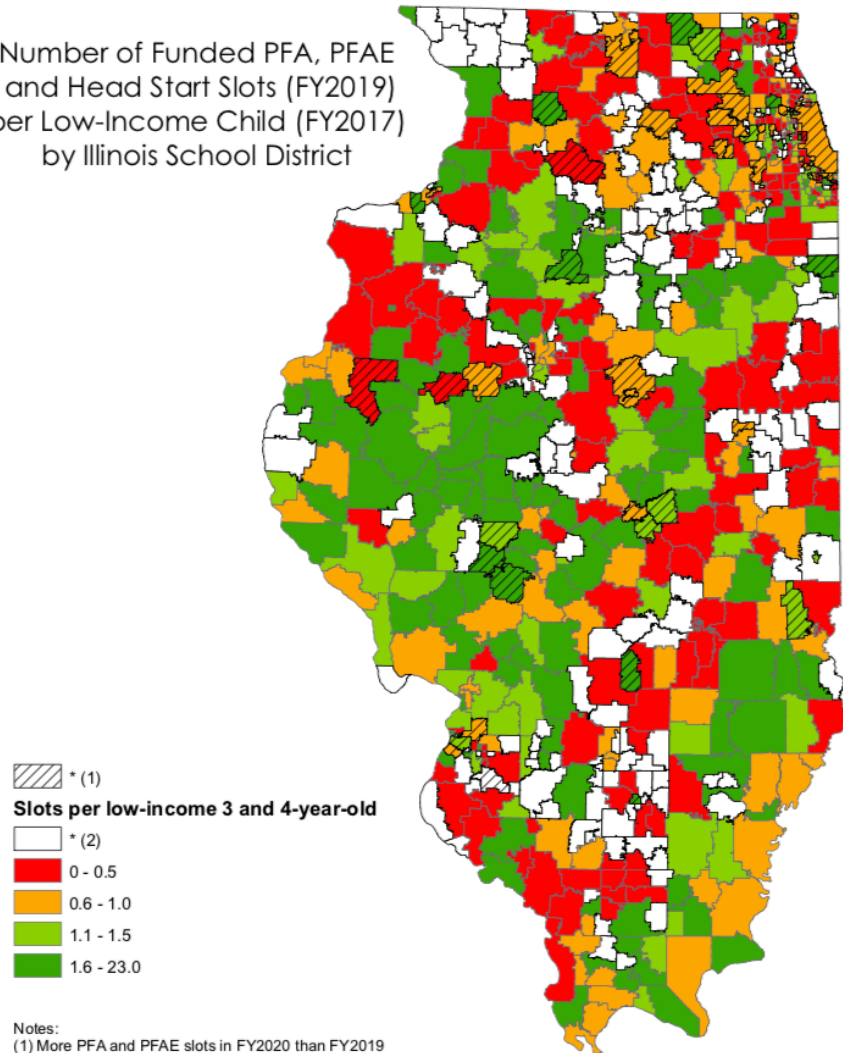 Number of Funded PFA, PFAE
and Head Start Slots (FY2019)
per Low-Income Child (FY2017)
by Illinois School District
* (1)
Slots per low-income 3 and 4-year-old
* (2)
0 - 0.5
0.6 - 1.0
1.1 - 1.5
1.6 - 23.0
Notes:
(1) More PFA and PFAE slots in FY2020 than FY2019